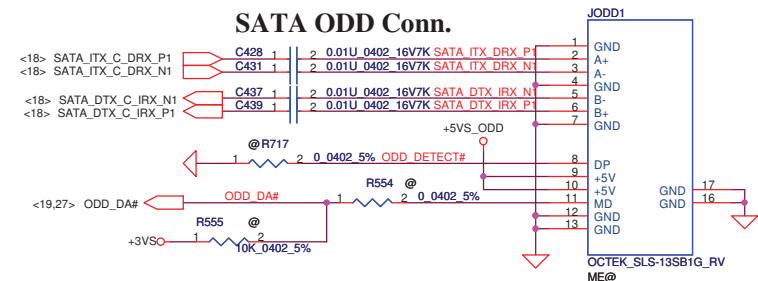 SATA ODD Conn.
JODD1
<18> SATA_ITX_C_DRX_P1 C428 1 2 0.01U_0402_16V7K SATA_ITX_DRX_P1 1 GND
<18> SATA_ITX_C_DRX_N1 C431 1 2 0.01U_0402_16V7K SATA_ITX_DRX_N1 2 A+
3 A-
4 GND
<18> SATA_DTX_C_IRX_N1 C437 1 2 0.01U_0402_16V7K SATA_DTX_IRX_N1 5 B-
<18> SATA_DTX_C_IRX_P1 C439 1 2 0.01U_0402_16V7K SATA_DTX_IRX_P1 6 B+
7 GND
+5VS_ODD
@R717
1 2 0_0402_5% ODD_DETECT# 8 DP
9 +5V
10 +5V GND 17
<19,27> ODD_DA# ODD_DA# 1 R554 @ 2 0_0402_5% 11 MD GND 16
12 GND
13 GND
R555 @
+3VS 1 2
10K_0402_5%
OCTEK_SLS-13SB1G_RV
ME@